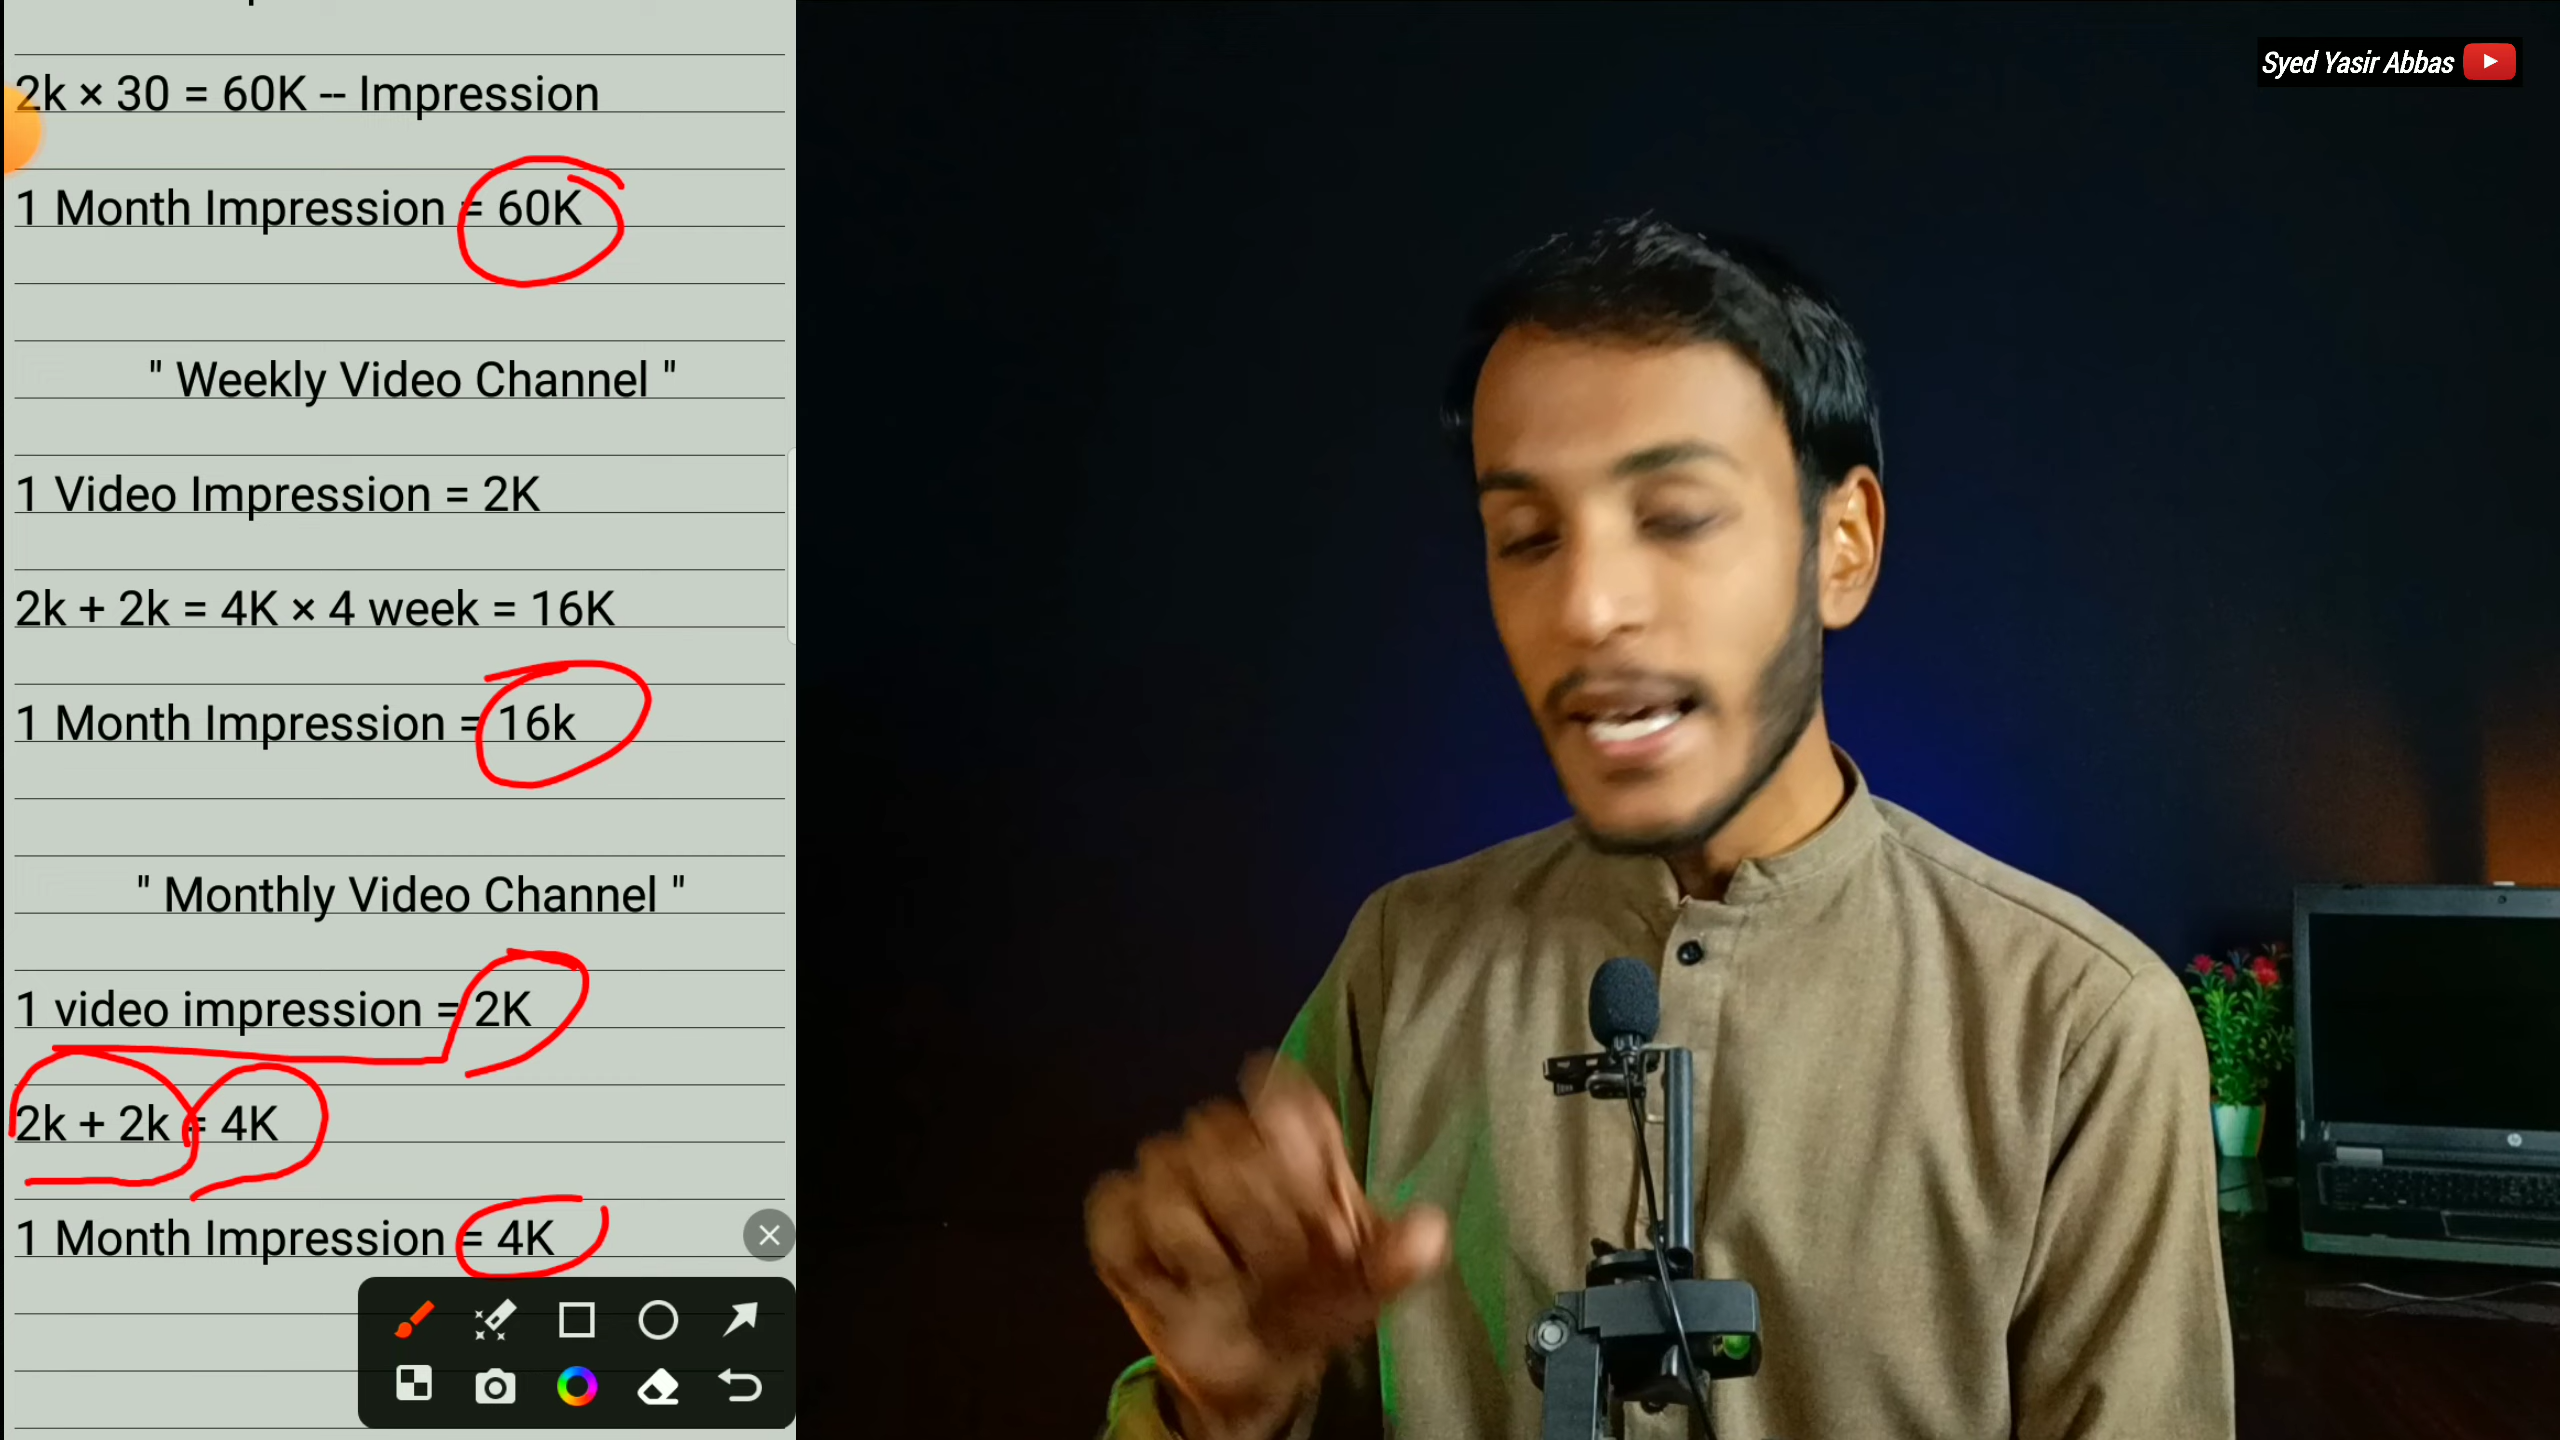 2k × 30 = 60K -- Impression
1 Month Impression = 60K
" Weekly Video Channel "
1 Video Impression = 2K
2k + 2k = 4K × 4 week = 16K
1 Month Impression = 16k
" Monthly Video Channel "
1 video impression = 2K
2k + 2k = 4K
1 Month Impression = 4K
Syed Yasir Abbas
hp